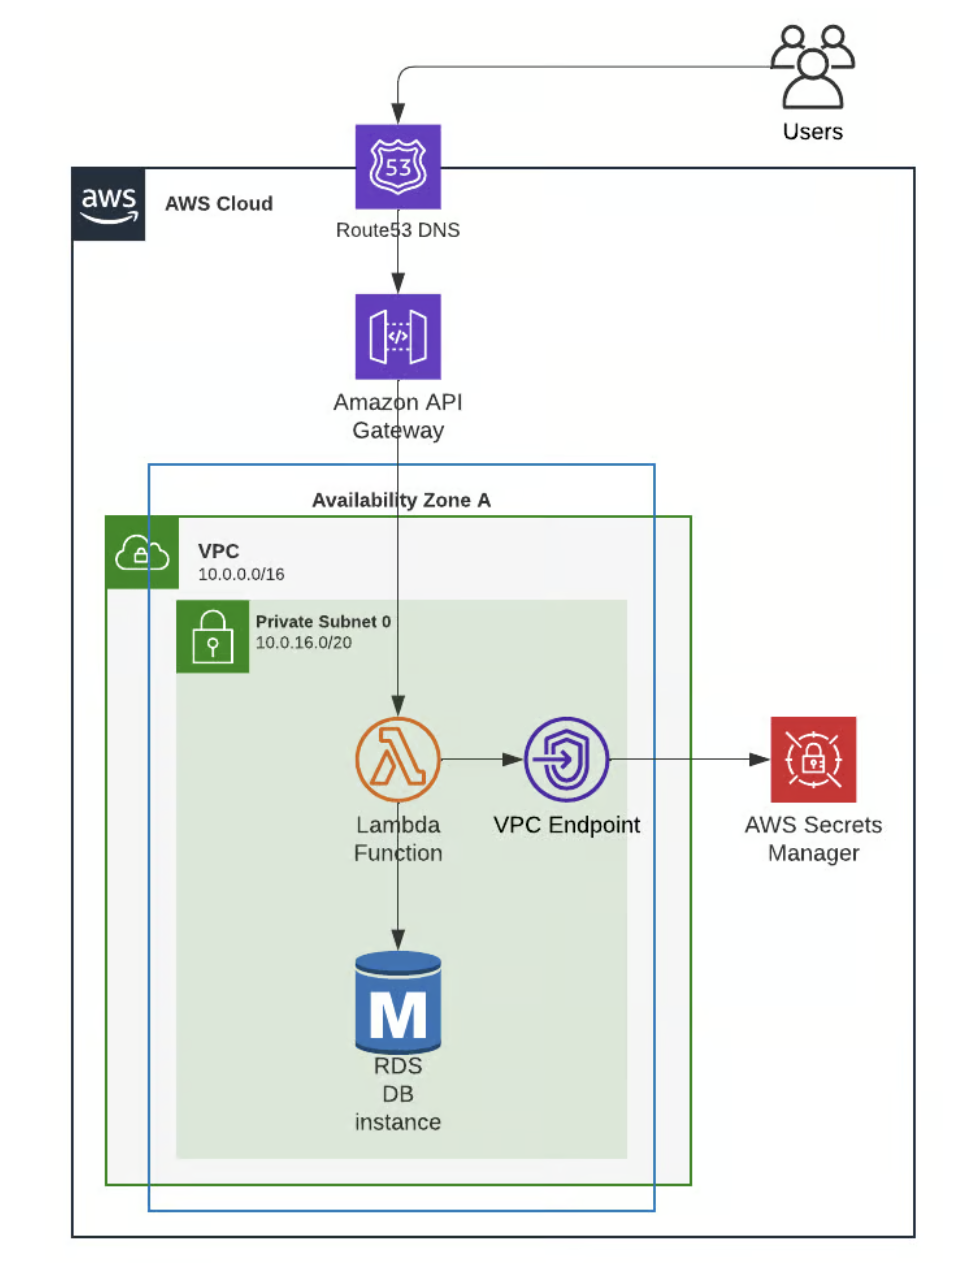 Users
aws
AWS Cloud
53
Route53 DNS
</>
Amazon API
Gateway
Availability Zone A
VPC
10.0.0.0/16
Private Subnet 0
10.0.16.0/20
Lambda
Function
VPC Endpoint
AWS Secrets
Manager
M
RDS
DB
instance